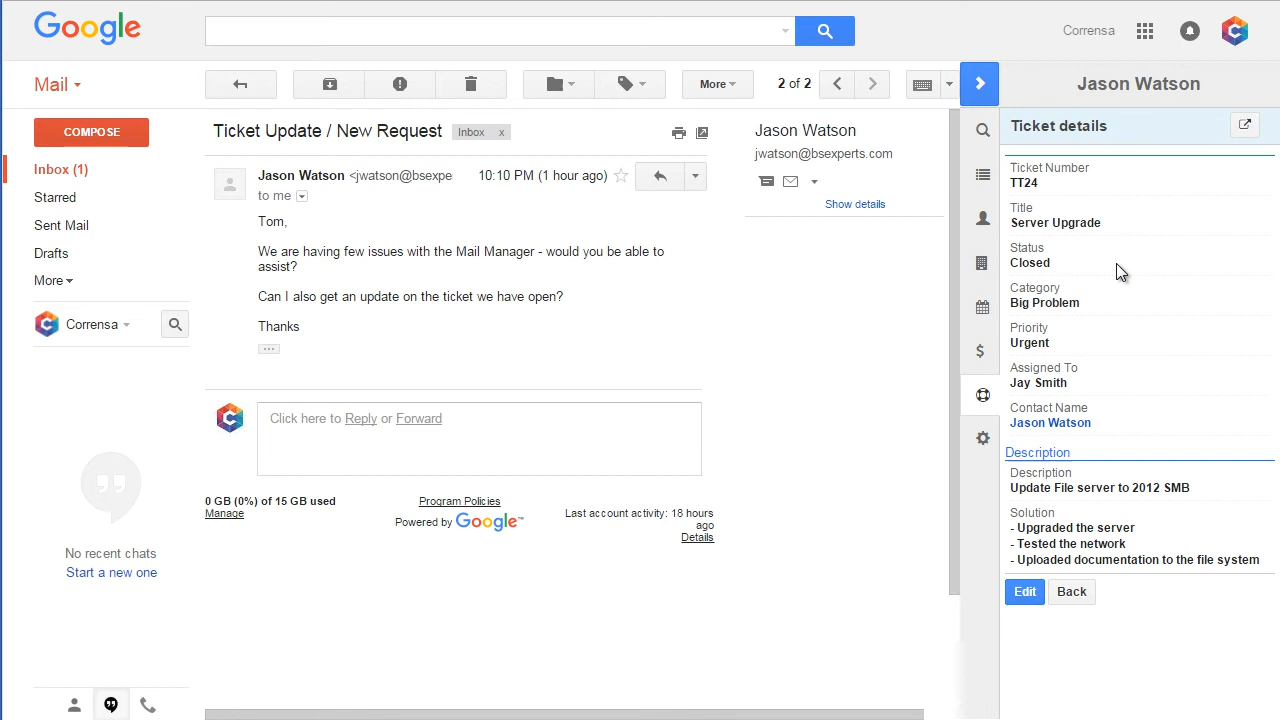 Google
Corrensa
Mail
More
2 of 2
Jason Watson
COMPOSE
Inbox (1)
Starred
Sent Mail
Drafts
More
Corrensa
No recent chats
Start a new one
Ticket Update / New Request
Inbox x
Jason Watson <jwatson@bsexpe
10:10 PM (1 hour ago)
to me
Tom,
We are having few issues with the Mail Manager - would you be able to
assist?
Can I also get an update on the ticket we have open?
Thanks
Click here to Reply or Forward
0 GB (0%) of 15 GB used
Manage
Program Policies
Powered by Google™
Last account activity: 18 hours
ago
Details
Jason Watson
jwatson@bsexperts.com
Show details
Ticket details
Ticket Number
TT24
Title
Server Upgrade
Status
Closed
Category
Big Problem
Priority
Urgent
Assigned To
Jay Smith
Contact Name
Jason Watson
Description
Description
Update File server to 2012 SMB
Solution
- Upgraded the server
- Tested the network
- Uploaded documentation to the file system
Edit
Back